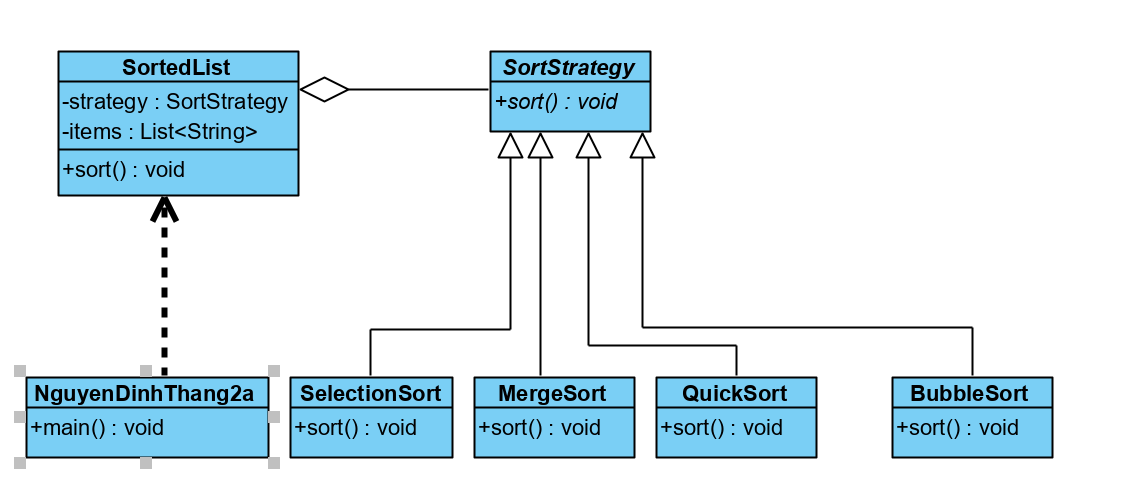 SortedList
-strategy : SortStrategy
-items : List<String>
+sort() : void
SortStrategy
+sort() : void
NguyenDinhThang2a
+main() : void
SelectionSort
+sort() : void
MergeSort
+sort() : void
QuickSort
+sort() : void
BubbleSort
+sort() : void